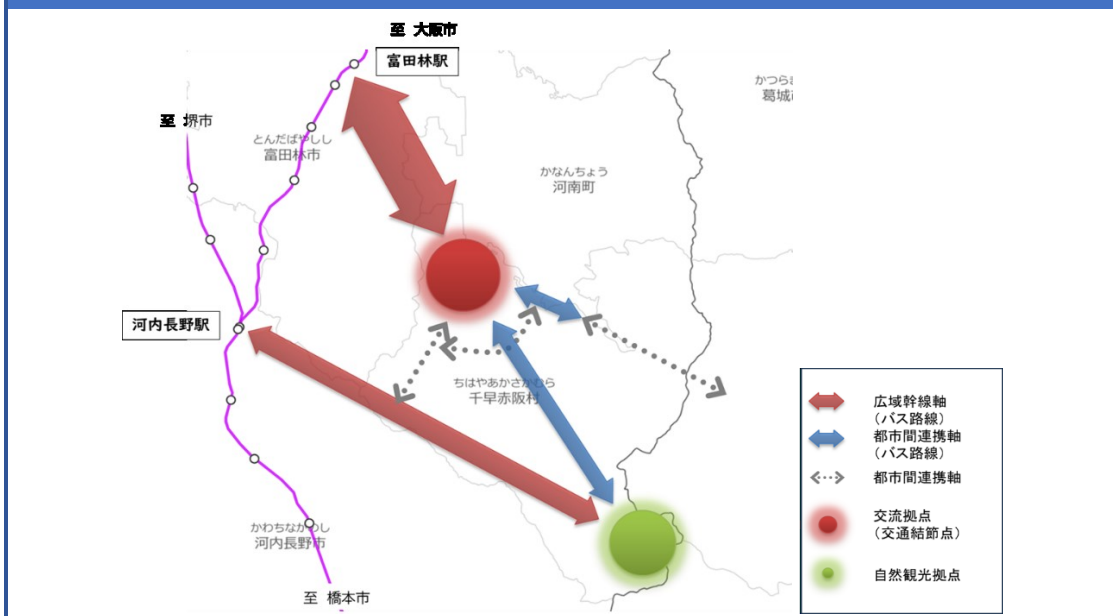 至 大阪市
富田林駅
かつらぎ
葛城市
至 堺市
とんだばやしし
富田林市
かなんちょう
河南町
河内長野駅
ちはやあかさかむら
千早赤阪村
広域幹線軸
(バス路線)
都市間連携軸
(バス路線)
都市間連携軸
交流拠点
(交通結節点)
自然観光拠点
かわちながのし
河内長野市
至 橋本市